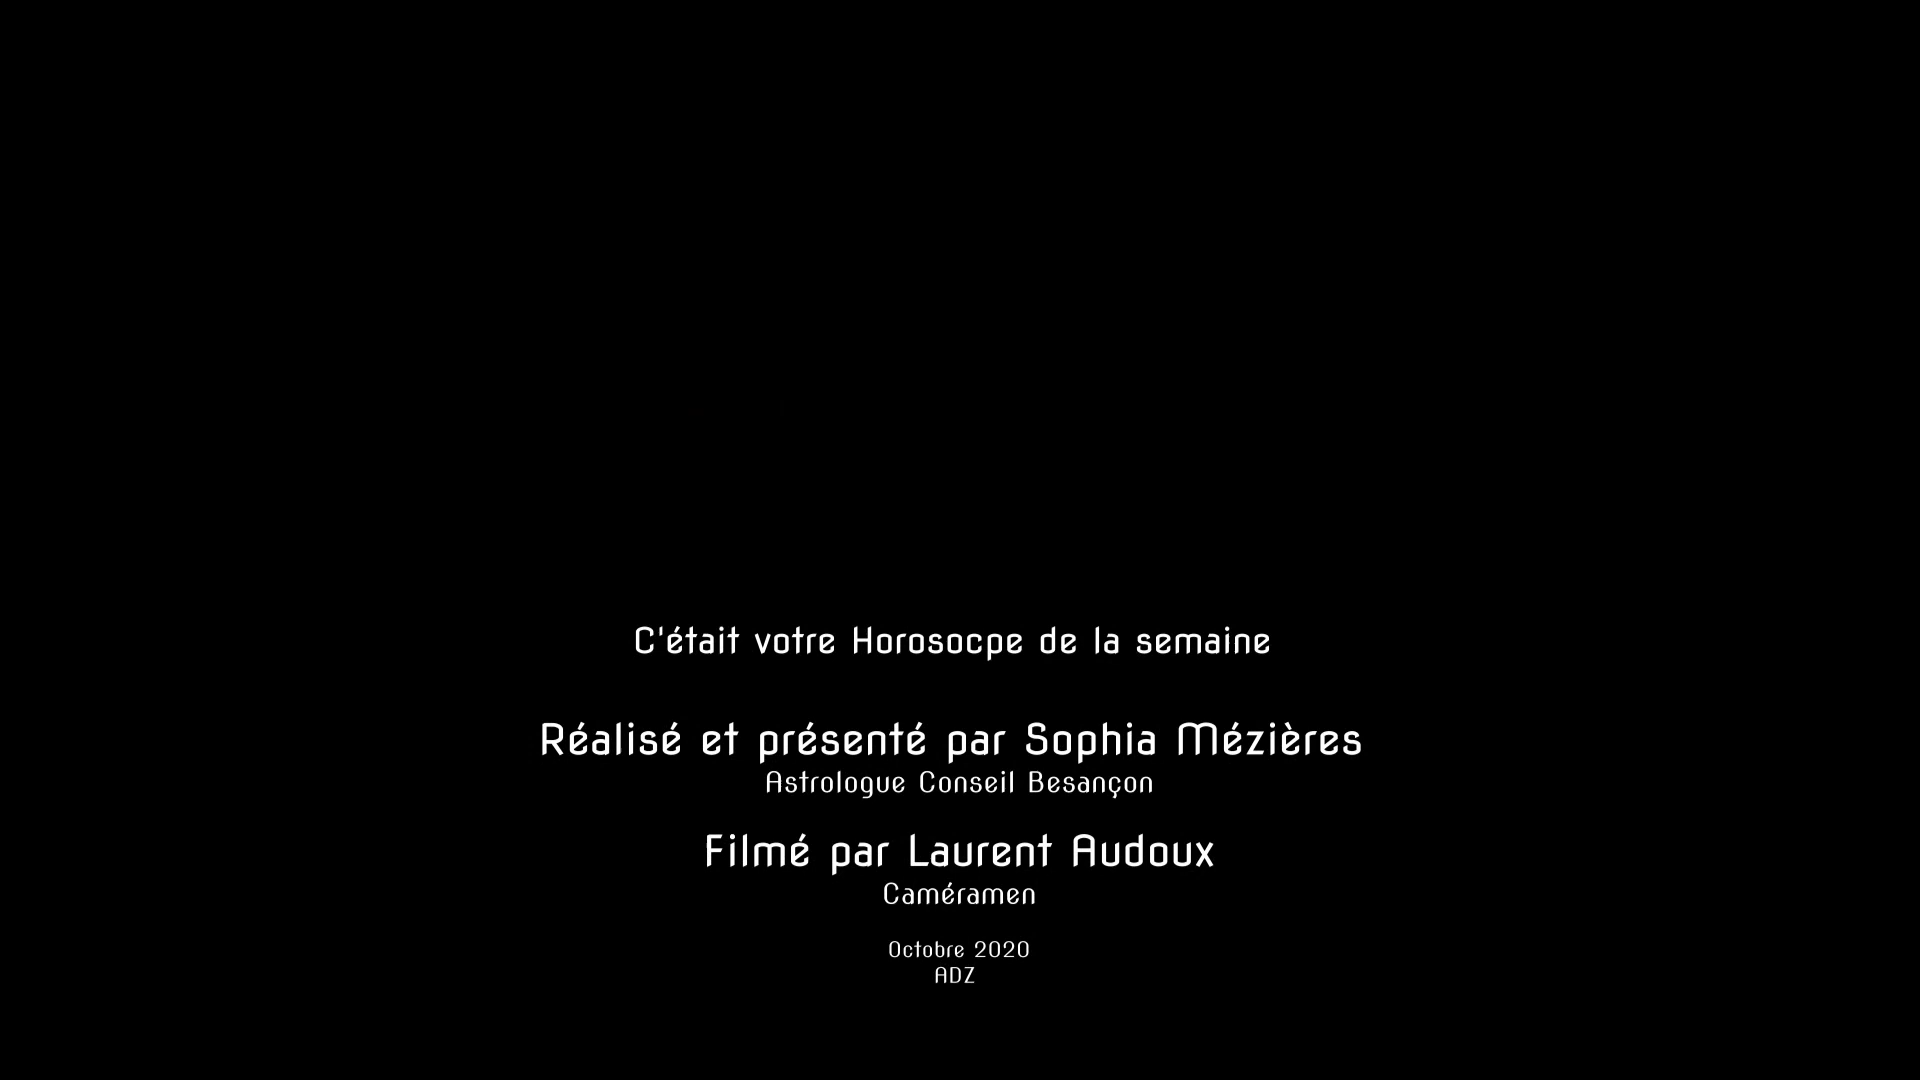 C'était votre Horosocpe de la semaine
Réalisé et présenté par Sophia Mézières
Astrologue Conseil Besançon
Filmé par Laurent Audoux
Caméramen
Octobre 2020
ADZ